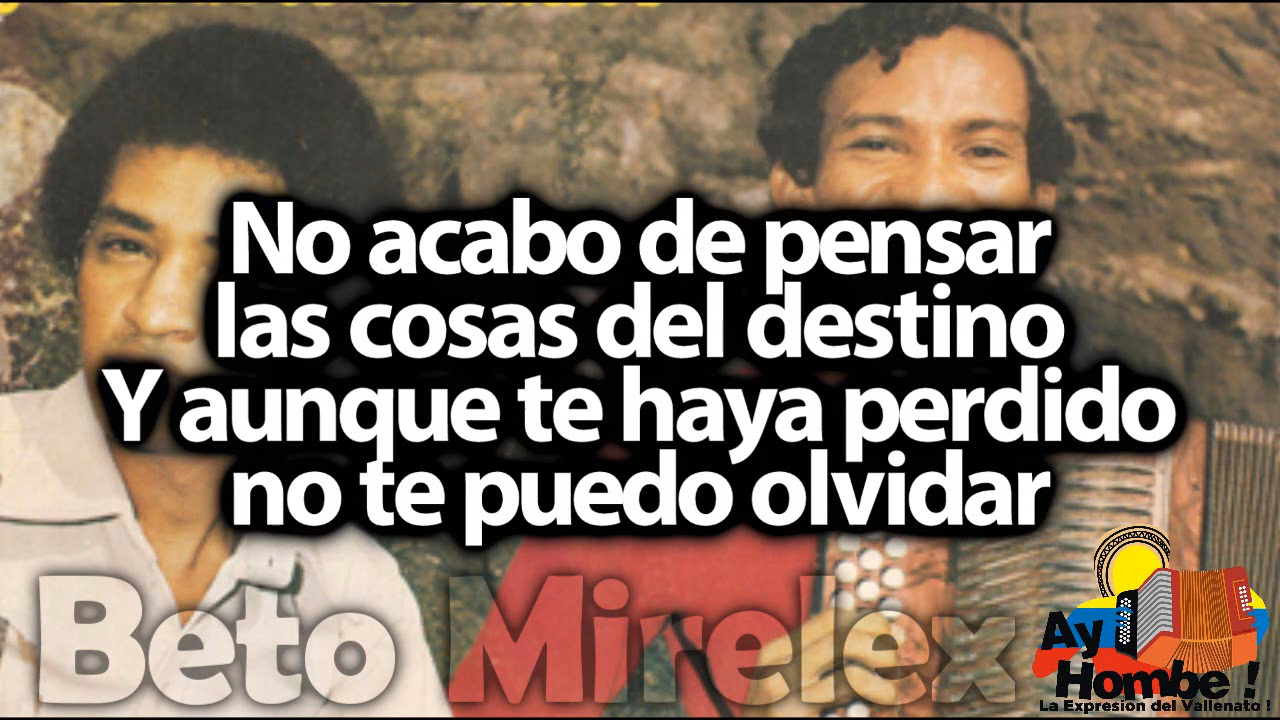 No acabo de pensar
las cosas del destino
Y aunque te haya perdido
no te puedo olvidar
Beto Mirelex
Ay
Hombe !
La Expresion del Vallenato !